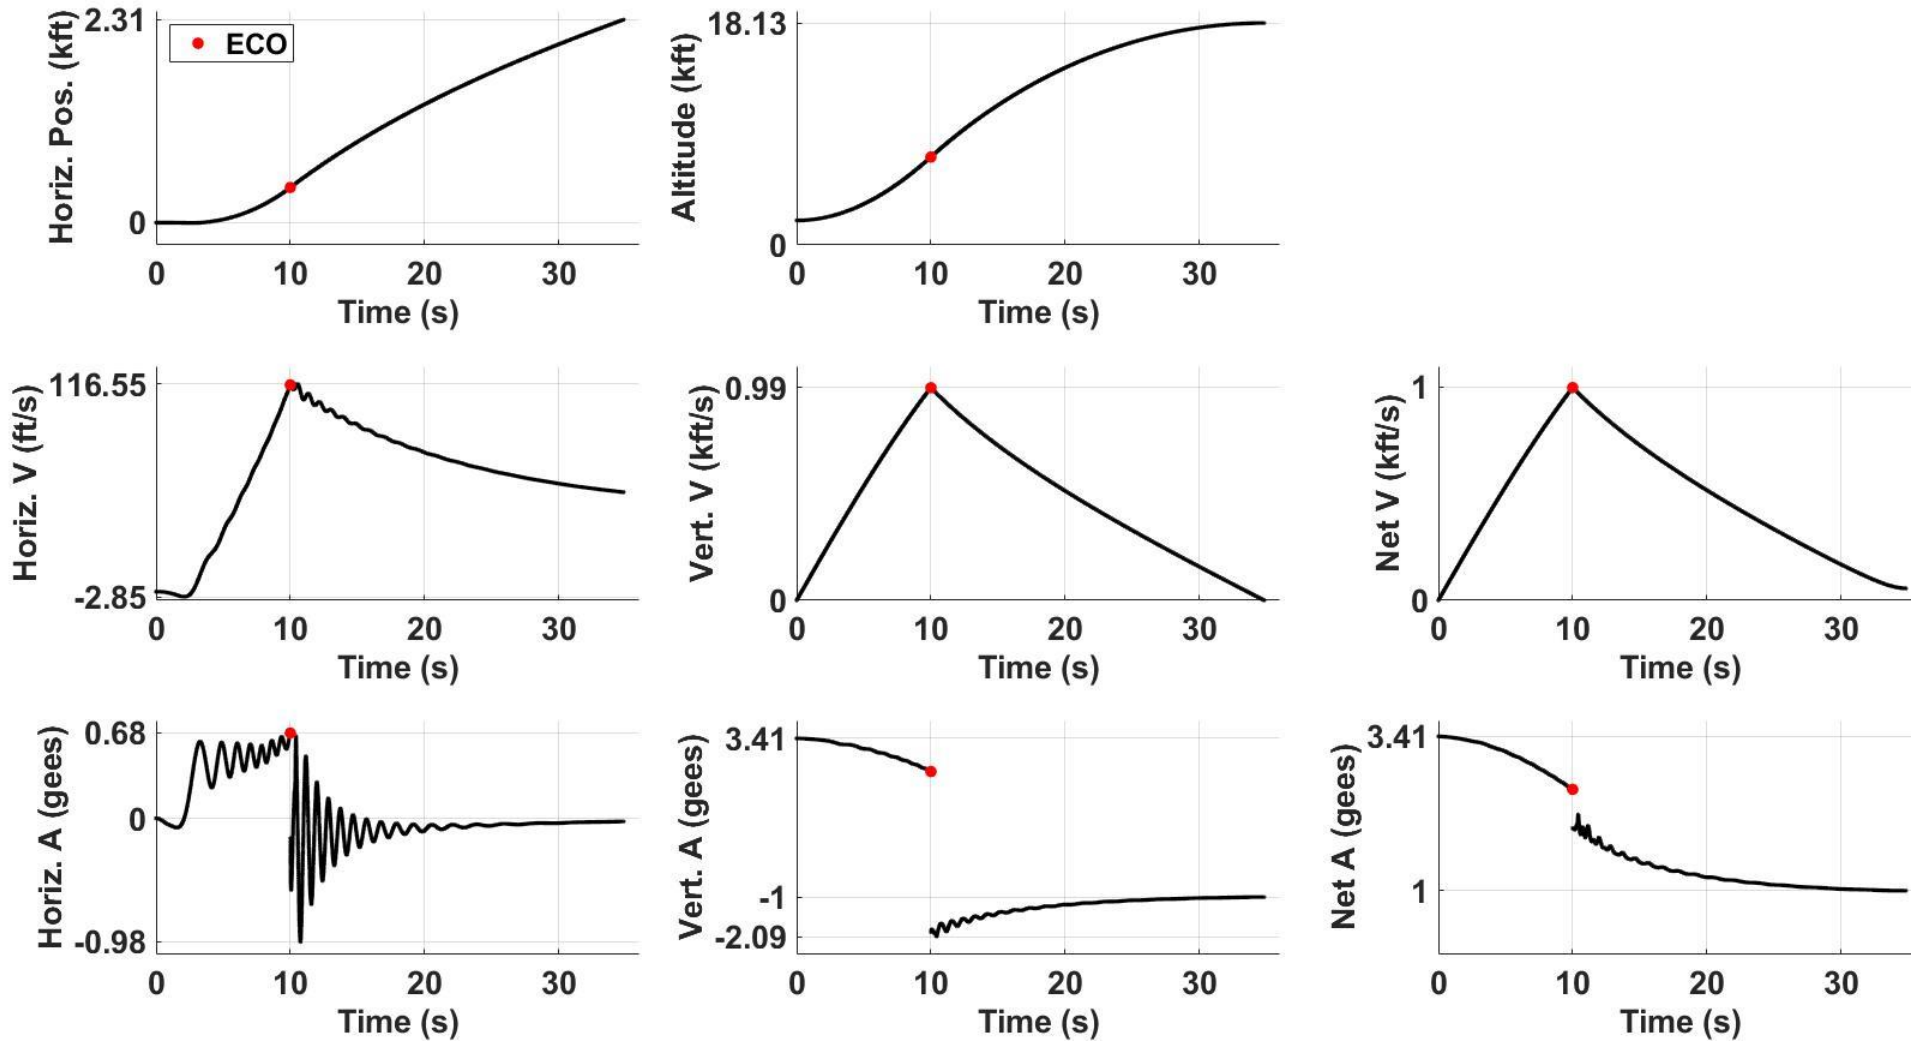 Horiz. Pos. (kft)
2.31
0
ECO
0 10 20 30
Time (s)
Altitude (kft)
18.13
0
0 10 20 30
Time (s)
Horiz. V (ft/s)
116.55
-2.85
0 10 20 30
Time (s)
Vert. V (kft/s)
0.99
0
0 10 20 30
Time (s)
Net V (kft/s)
1
0
0 10 20 30
Time (s)
Horiz. A (gees)
0.68
0
-0.98
0 10 20 30
Time (s)
Vert. A (gees)
3.41
-1
-2.09
0 10 20 30
Time (s)
Net A (gees)
3.41
1
0 10 20 30
Time (s)